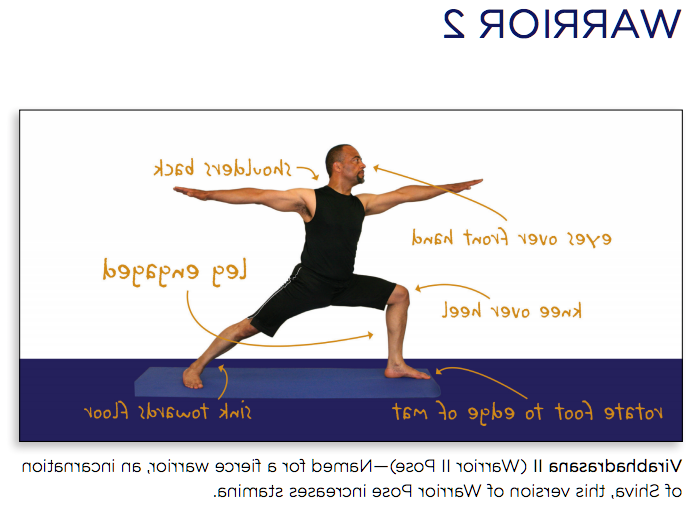 WARRIOR 2
shoulders back
eyes over front hand
leg engaged
knee over heel
sink towards floor
rotate foot to edge of mat
Virabhadrasana II (Warrior II Pose)—Named for a fierce warrior, an incarnation
of Shiva, this version of Warrior Pose increases stamina.